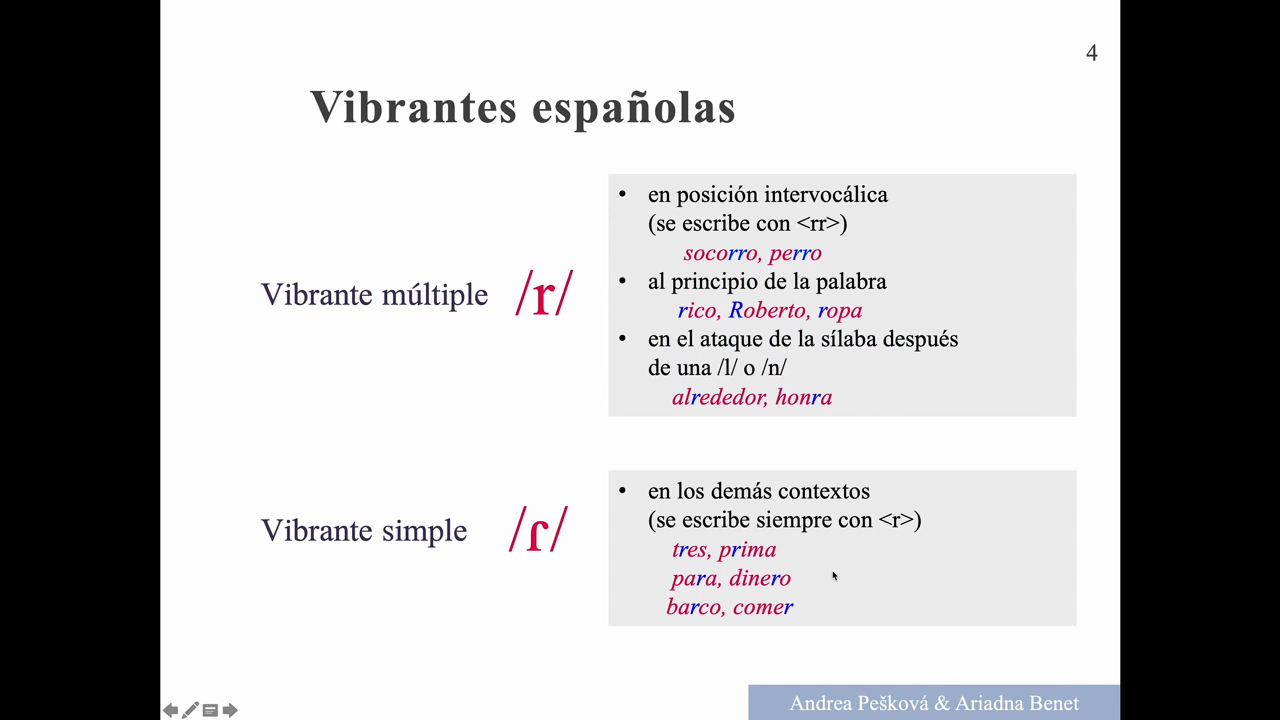 4
Vibrantes españolas
• en posición intervocálica
(se escribe con <rr>)
socorro, perro
• al principio de la palabra
rico, Roberto, ropa
• en el ataque de la sílaba después
de una /l/ o /n/
alrededor, honra
Vibrante múltiple /r/
• en los demás contextos
(se escribe siempre con <r>)
tres, prima
para, dinero
barco, comer
Vibrante simple /ɾ/
Andrea Pešková & Ariadna Benet